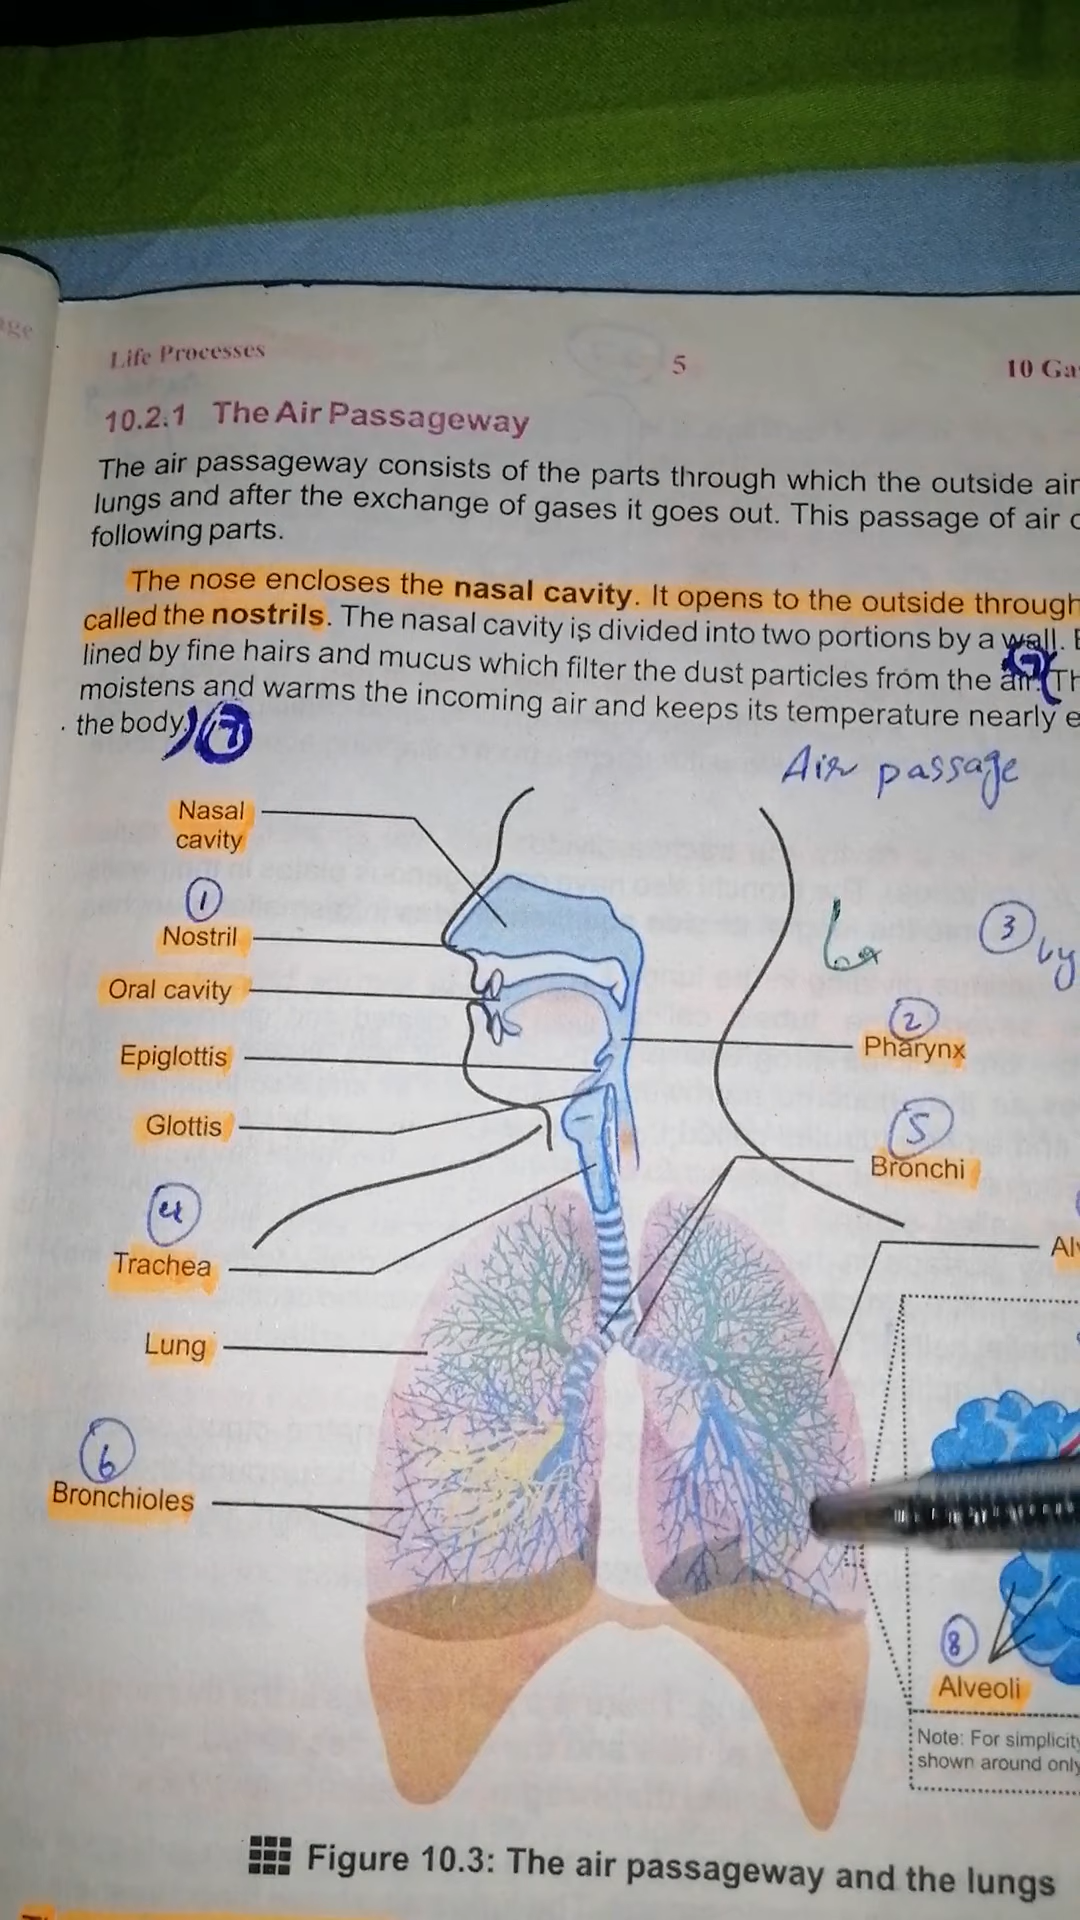 Life Processes 5 10 Ga
10.2.1 The Air Passageway
The air passageway consists of the parts through which the outside air
lungs and after the exchange of gases it goes out. This passage of air
following parts.
The nose encloses the nasal cavity. It opens to the outside through
called the nostrils. The nasal cavity is divided into two portions by a wall.
lined by fine hairs and mucus which filter the dust particles from the air. Th
moistens and warms the incoming air and keeps its temperature nearly e
the body. 7
Air passage
Nasal
cavity
1
Nostril
3
Oral cavity
2
Pharynx
Epiglottis
Glottis
5
Bronchi
4
Trachea
Al
Lung
6
Bronchioles
8
Alveoli
Note: For simplicity
shown around only
Figure 10.3: The air passageway and the lungs